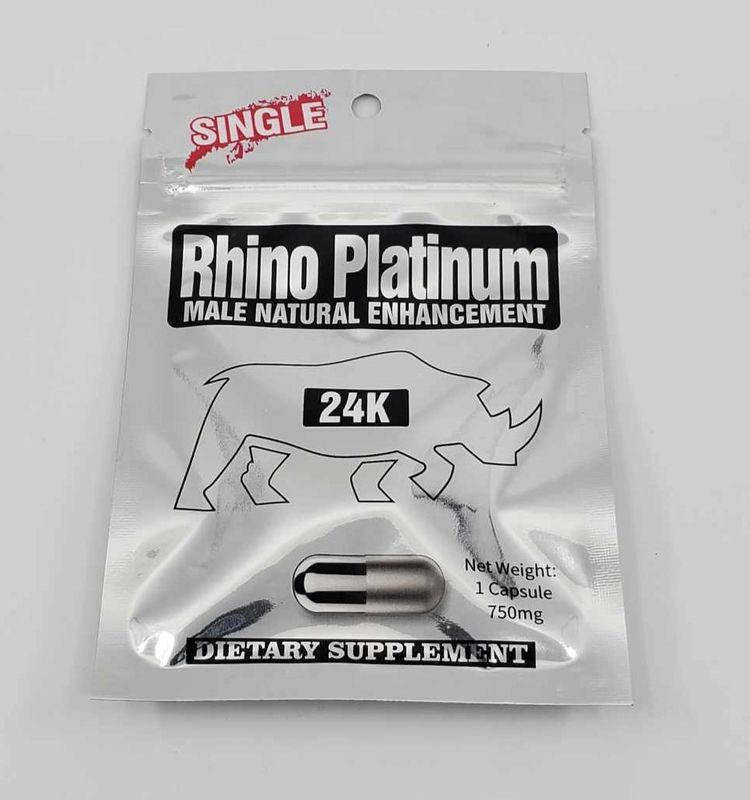 SINGLE
Rhino Platinum
MALE NATURAL ENHANCEMENT
24K
Net Weight:
1 Capsule
750mg
DIETARY SUPPLEMENT